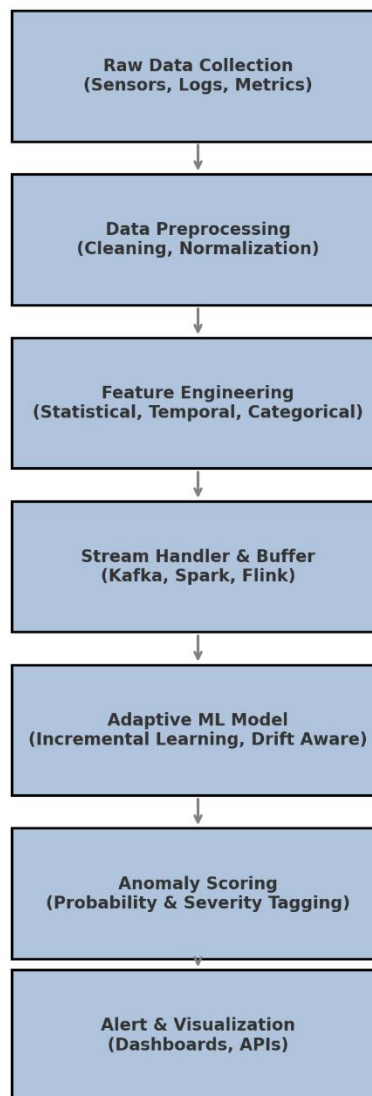 Raw Data Collection
(Sensors, Logs, Metrics)
Data Preprocessing
(Cleaning, Normalization)
Feature Engineering
(Statistical, Temporal, Categorical)
Stream Handler & Buffer
(Kafka, Spark, Flink)
Adaptive ML Model
(Incremental Learning, Drift Aware)
Anomaly Scoring
(Probability & Severity Tagging)
Alert & Visualization
(Dashboards, APIs)